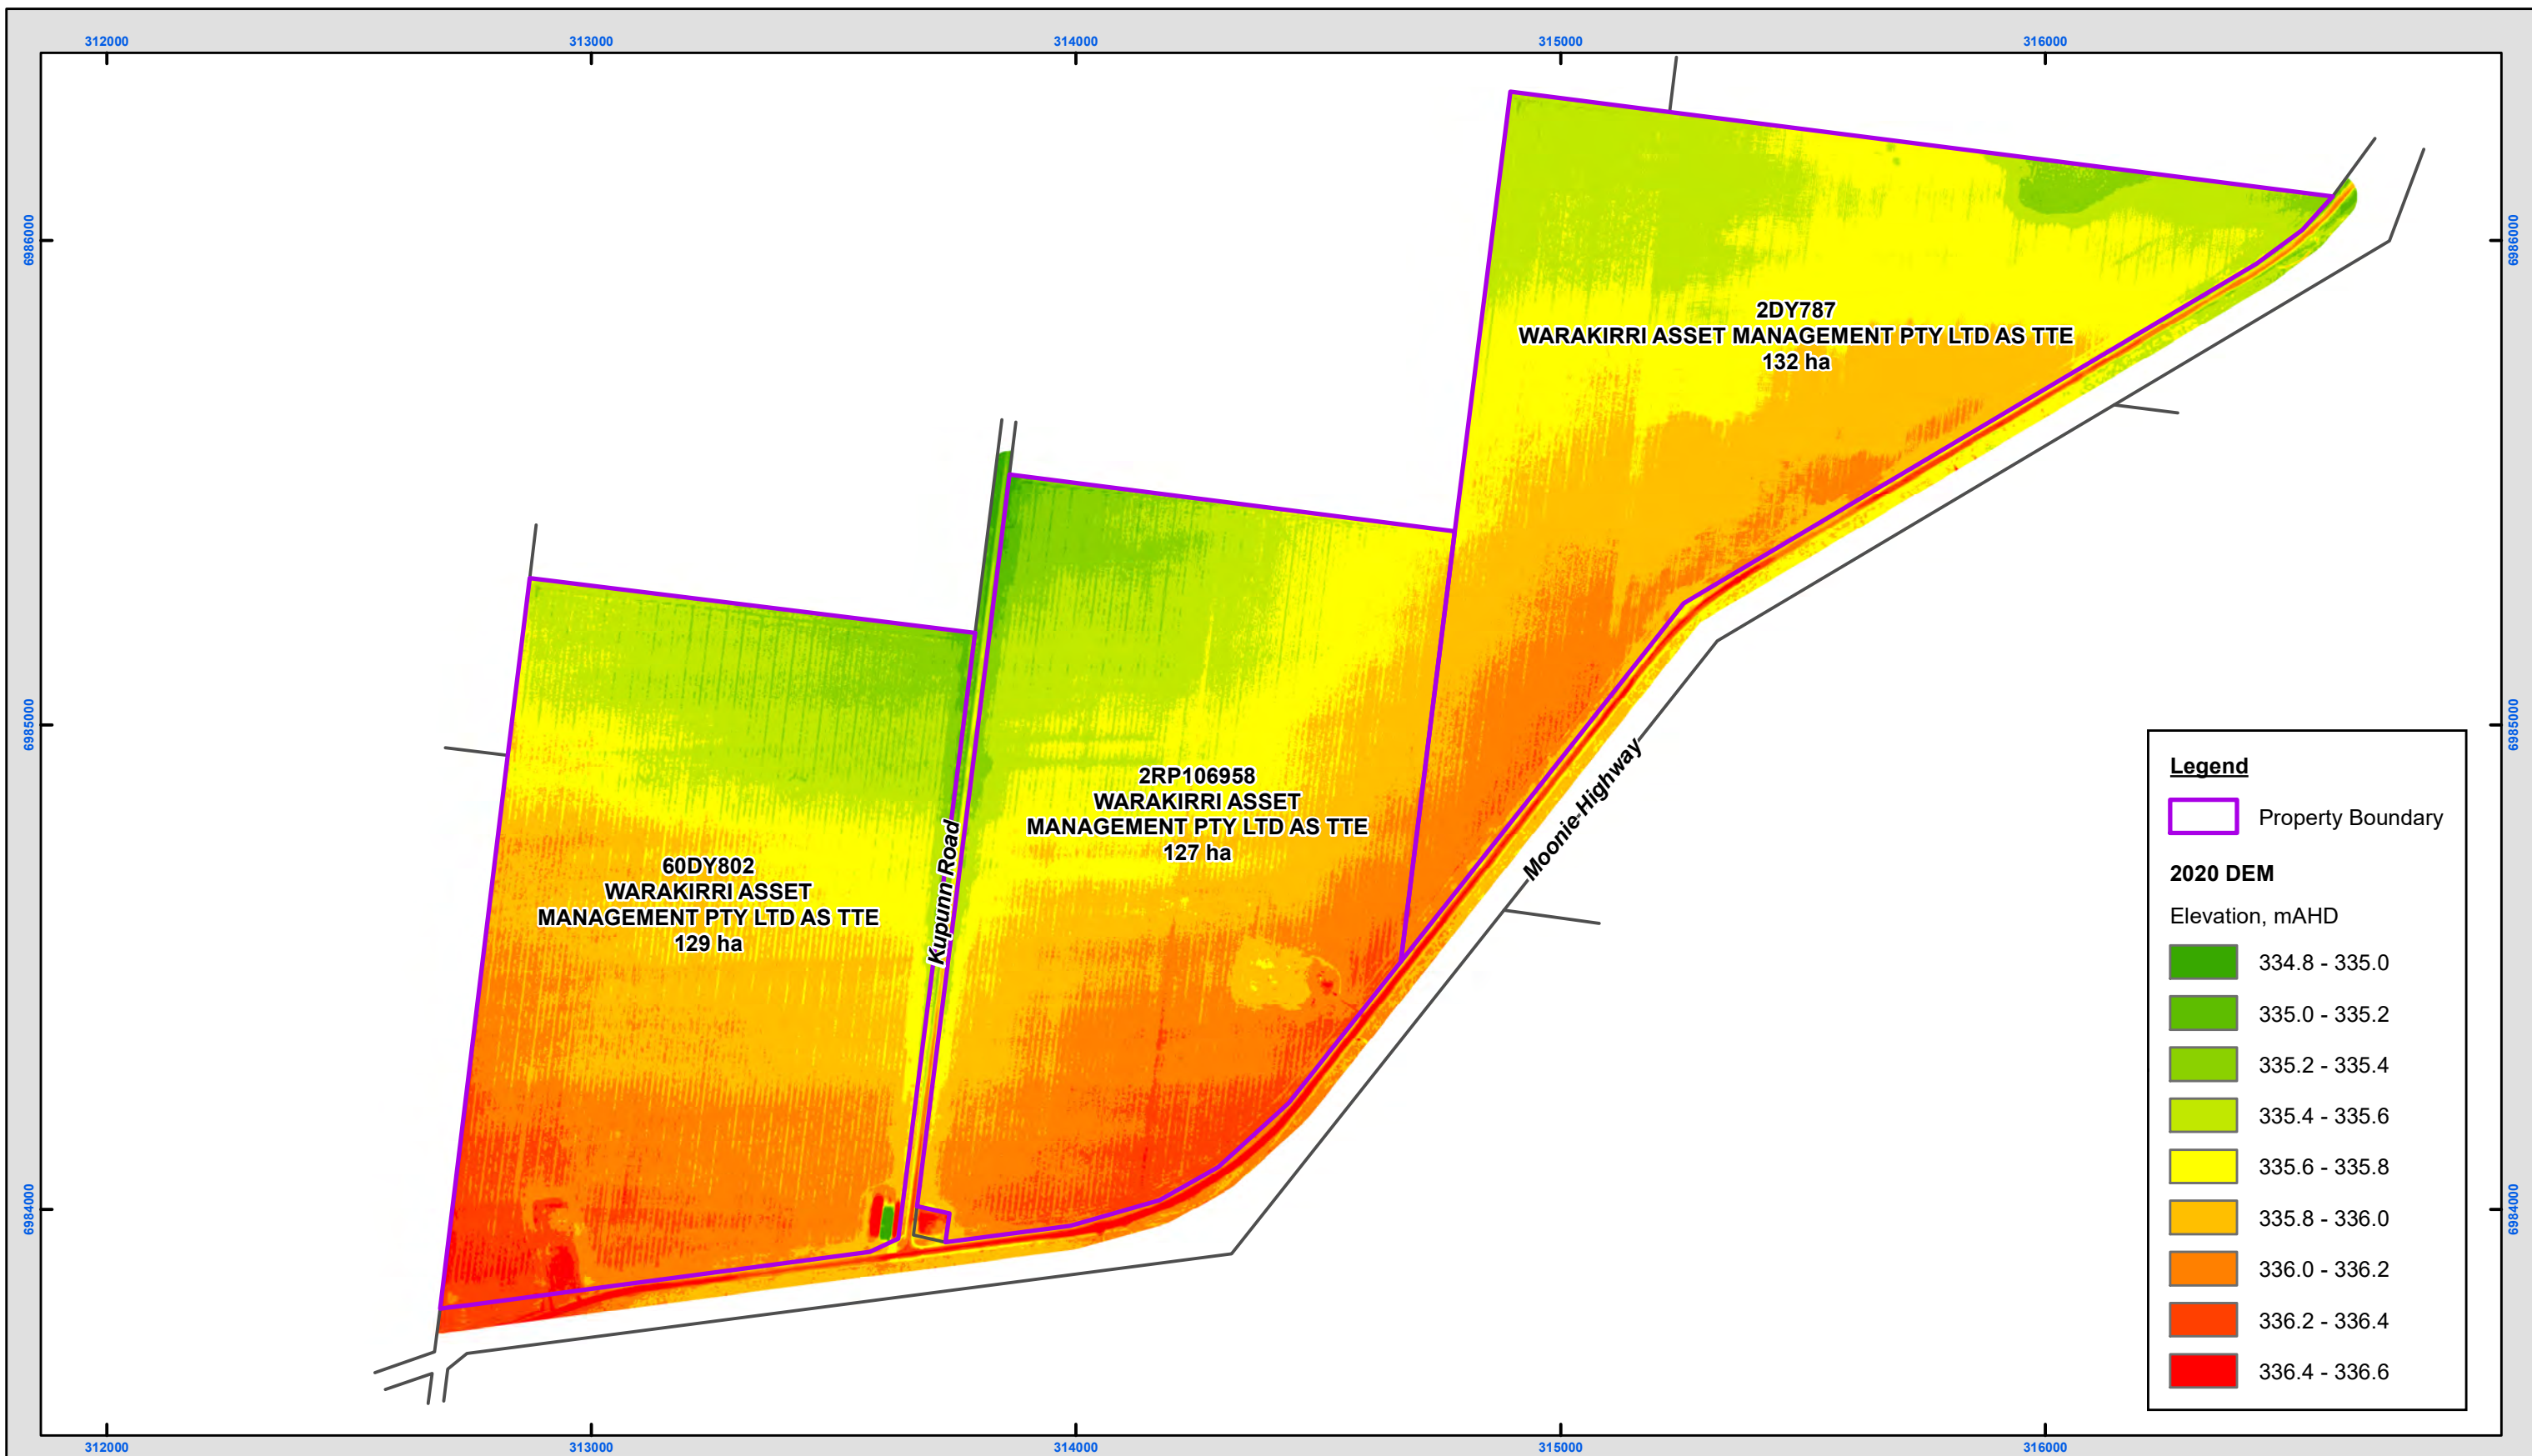 312000
313000
314000
315000
316000
6986000
6986000
2DY787
WARAKIRRI ASSET MANAGEMENT PTY LTD AS TTE
132 ha
6985000
6985000
2RP106958
WARAKIRRI ASSET
MANAGEMENT PTY LTD AS TTE
127 ha
Moonie-Highway
Kupunn Road
60DY802
WARAKIRRI ASSET
MANAGEMENT PTY LTD AS TTE
129 ha
6984000
6984000
Legend
Property Boundary
2020 DEM
Elevation, mAHD
334.8 - 335.0
335.0 - 335.2
335.2 - 335.4
335.4 - 335.6
335.6 - 335.8
335.8 - 336.0
336.0 - 336.2
336.2 - 336.4
336.4 - 336.6
312000
313000
314000
315000
316000